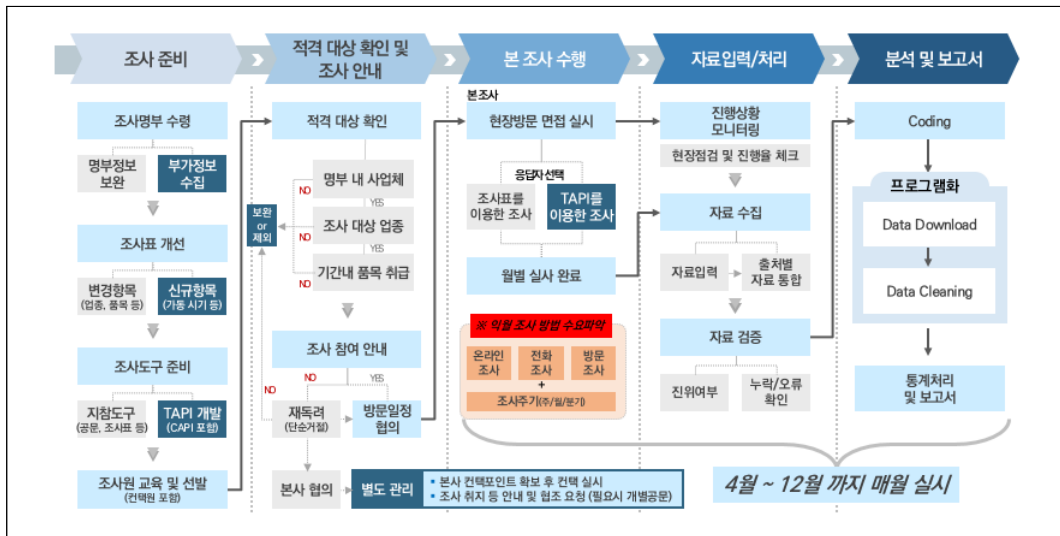 조사 준비
적격 대상 확인 및
조사 안내
본 조사 수행
자료입력/처리
분석 및 보고서
조사명부 수령
명부정보
보완
부가정보
수집
조사표 개선
변경항목
(업종, 품목 등)
신규항목
(가동 시기 등)
조사도구 준비
지참도구
(공문, 조사표 등)
TAPI 개발
(CAPI 포함)
조사원 교육 및 선발
(컨택원 포함)
적격 대상 확인
명부 내 사업체
NO
YES
보완
or
제외
조사 대상 업종
NO
YES
기간내 품목 취급
NO
조사 참여 안내
NO
YES
NO
재독려
(단순거절)
방문일정
협의
본사 협의
별도 관리
▪ 본사 컨택포인트 확보 후 컨택 실시
▪ 조사 취지 등 안내 및 협조 요청 (필요시 개별공문)
본조사
현장방문 면접 실시
응답자 선택
조사표를
이용한 조사
TAPI를
이용한 조사
월별 실사 완료
※ 익월 조사 방법 수요파악
온라인
조사
전화
조사
방문
조사
+
조사주기(주/월/분기)
진행상황
모니터링
현장점검 및 진행율 체크
자료 수집
자료입력
출처별
자료 통합
자료 검증
진위여부
누락/오류
확인
Coding
프로그램화
Data Download
Data Cleaning
통계처리
및 보고서
4월 ~ 12월 까지 매월 실시